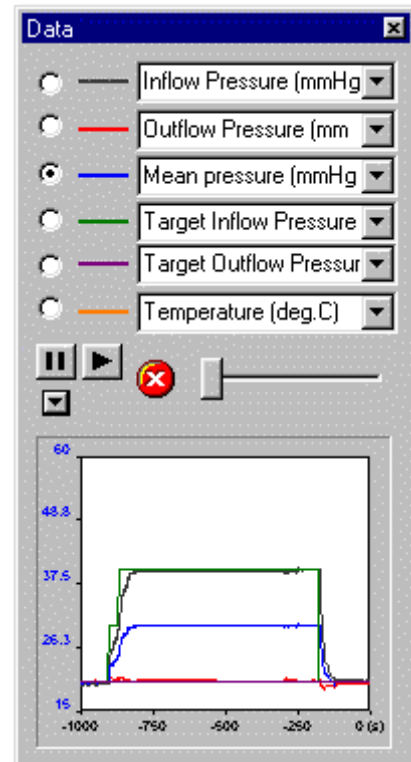 Data
Inflow Pressure (mmHg
Outflow Pressure (mm
Mean pressure (mmHg
Target Inflow Pressure
Target Outflow Pressur
Temperature (deg.C)
60
48.8
37.5
26.3
15
-1000 -750 -500 -250 0 (s)